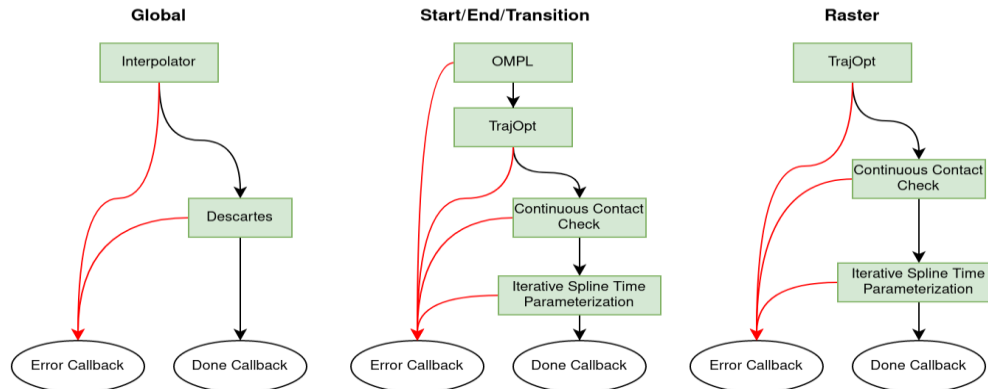 Global
Interpolator
Descartes
Error Callback
Done Callback
Start/End/Transition
OMPL
TrajOpt
Continuous Contact
Check
Iterative Spline Time
Parameterization
Error Callback
Done Callback
Raster
TrajOpt
Continuous Contact
Check
Iterative Spline Time
Parameterization
Error Callback
Done Callback